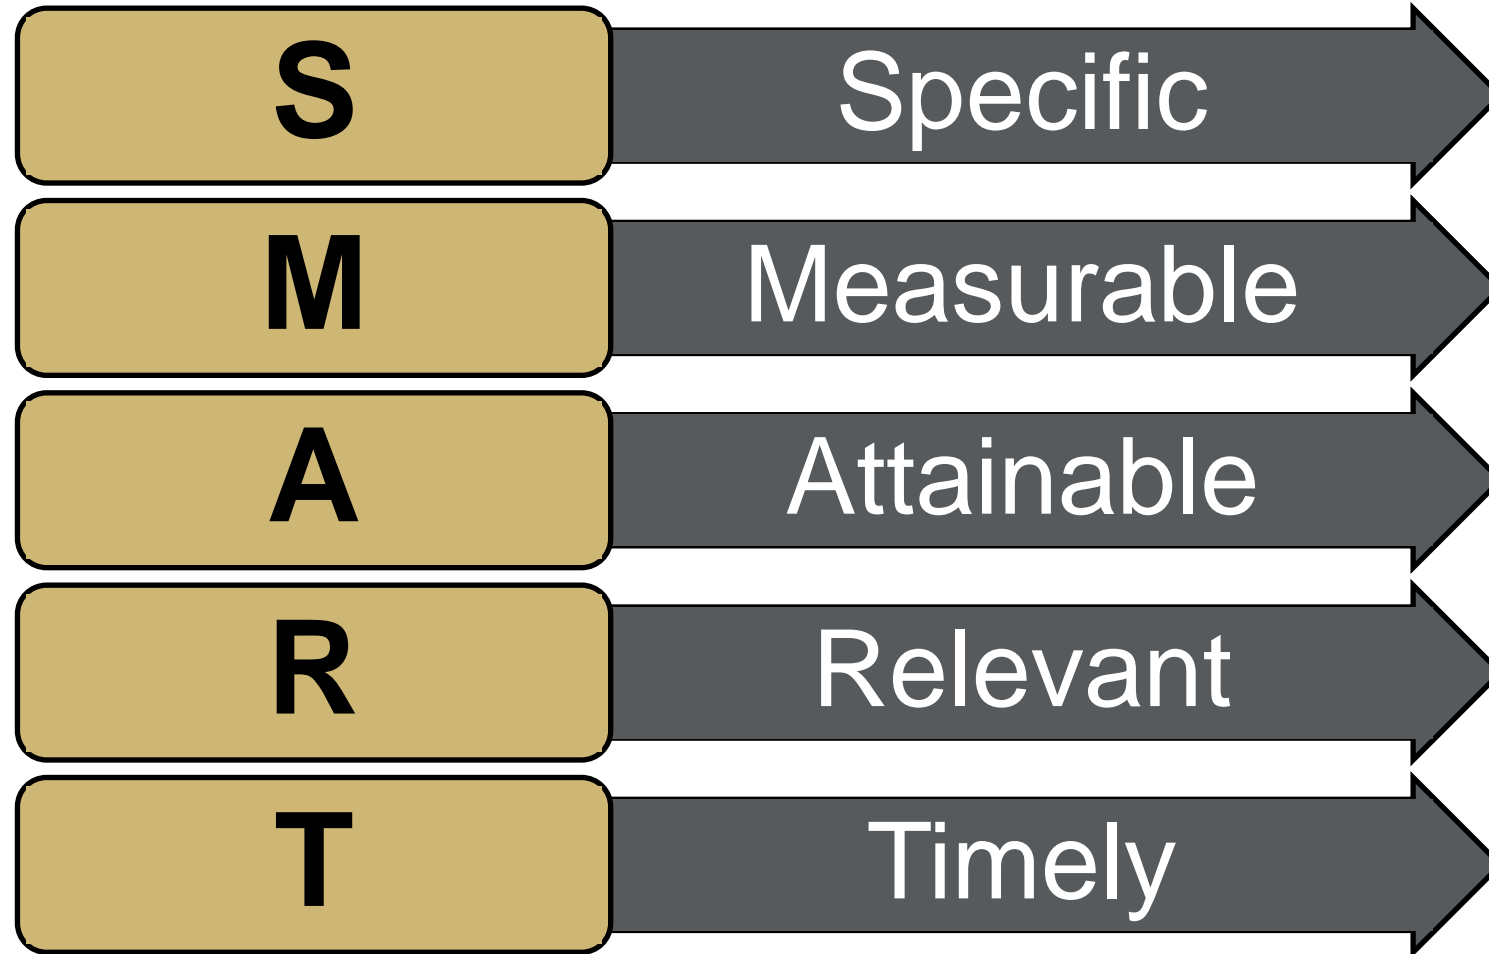 S Specific
M Measurable
A Attainable
R Relevant
T Timely